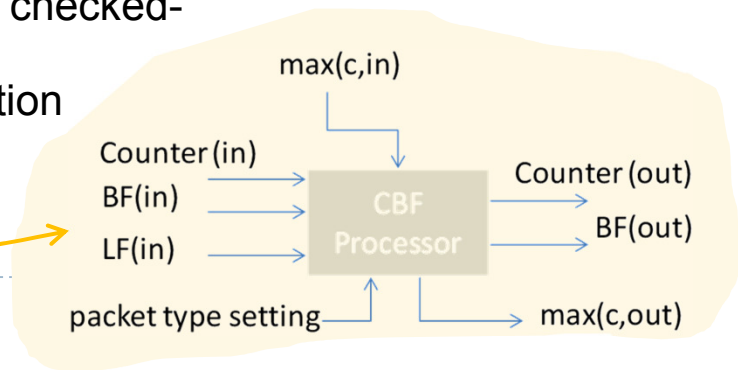 checked-
max(c,in)
tion
Counter (in)
BF(in)
LF(in)
CBF
Processor
Counter (out)
BF(out)
packet type setting
max(c,out)